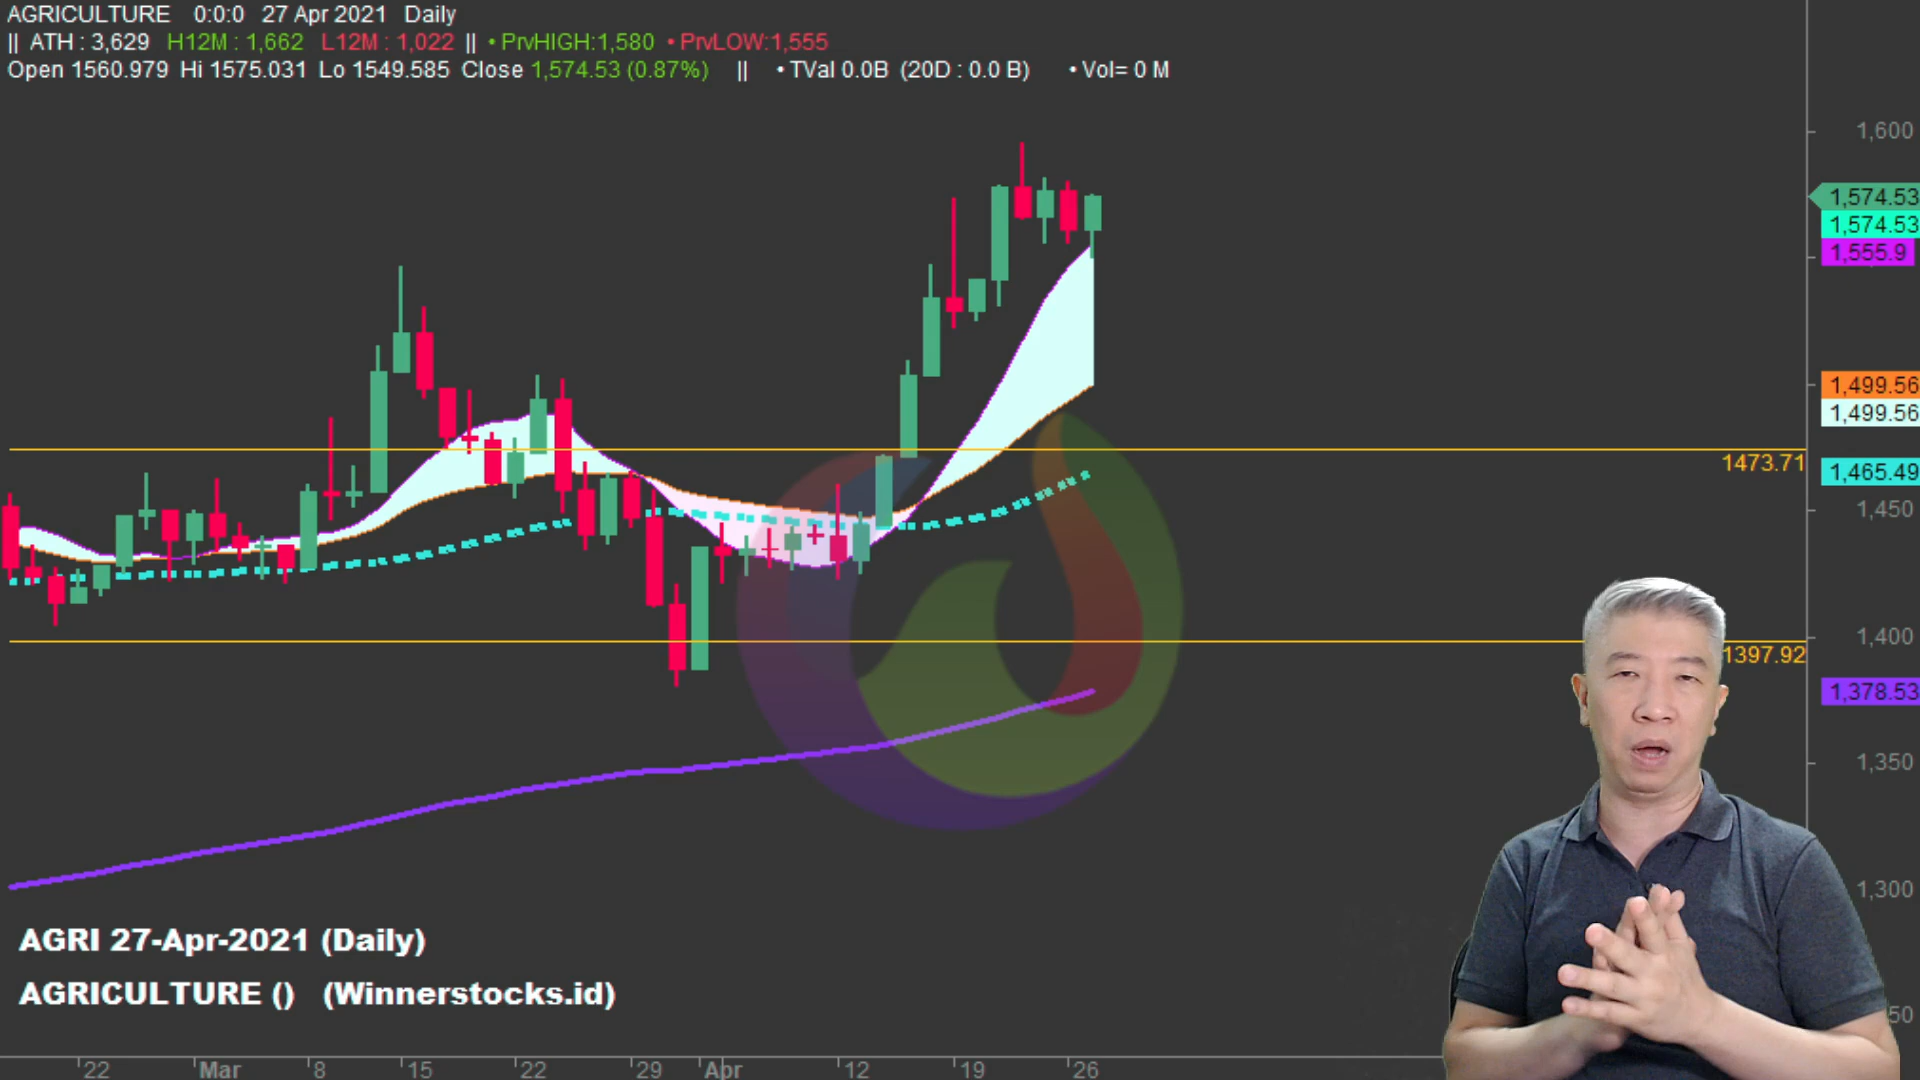 AGRICULTURE 0:0:0 27 Apr 2021 Daily
|| ATH : 3,629 H12M : 1,662 L12M : 1,022 || • PrvHIGH:1,580 • PrvLOW:1,555
Open 1560.979 Hi 1575.031 Lo 1549.585 Close 1,574.53 (0.87%) || • TVal 0.0B (20D : 0.0 B) • Vol= 0 M
1,600
1,574.53
1,574.53
1,555.9
1,499.56
1,499.56
1473.71
1,465.49
1,450
1,400
1397.92
1,378.53
1,350
1,300
AGRI 27-Apr-2021 (Daily)
AGRICULTURE () (Winnerstocks.id)
50
22 Mar 8 15 22 29 Apr 12 19 26